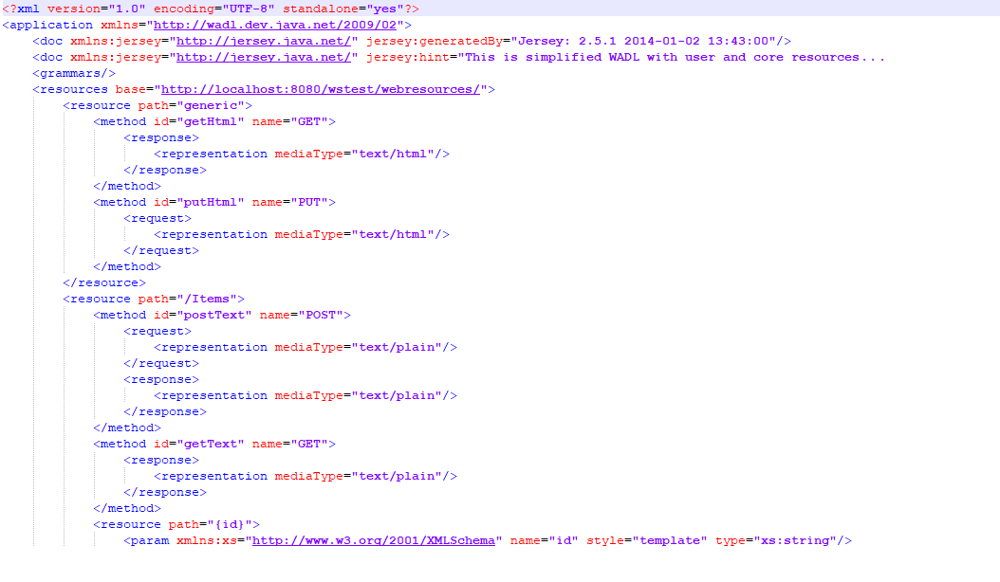 <?xml version="1.0" encoding="UTF-8" standalone="yes"?>
<application xmlns="http://wadl.dev.java.net/2009/02">
    <doc xmlns:jersey="http://jersey.java.net/" jersey:generatedBy="Jersey: 2.5.1 2014-01-02 13:43:00"/>
    <doc xmlns:jersey="http://jersey.java.net/" jersey:hint="This is simplified WADL with user and core resources...
    <grammars/>
    <resources base="http://localhost:8080/wstest/webresources/">
        <resource path="generic">
            <method id="getHtml" name="GET">
                <response>
                    <representation mediaType="text/html"/>
                </response>
            </method>
            <method id="putHtml" name="PUT">
                <request>
                    <representation mediaType="text/html"/>
                </request>
            </method>
        </resource>
        <resource path="/Items">
            <method id="postText" name="POST">
                <request>
                    <representation mediaType="text/plain"/>
                </request>
                <response>
                    <representation mediaType="text/plain"/>
                </response>
            </method>
            <method id="getText" name="GET">
                <response>
                    <representation mediaType="text/plain"/>
                </response>
            </method>
            <resource path="{id}">
                <param xmlns:xs="http://www.w3.org/2001/XMLSchema" name="id" style="template" type="xs:string"/>